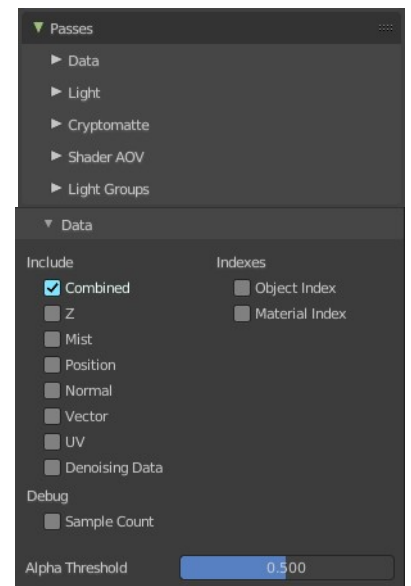 Passes
Data
Light
Cryptomatte
Shader AOV
Light Groups
Data
Include
Indexes
Combined
Object Index
Z
Material Index
Mist
Position
Normal
Vector
UV
Denoising Data
Debug
Sample Count
Alpha Threshold
0.500